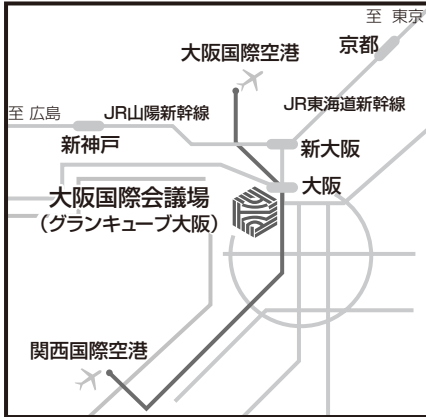 至 東京
京都
大阪国際空港
JR東海道新幹線
至 広島
JR山陽新幹線
新神戸
新大阪
大阪
大阪国際会議場
（グランキューブ大阪）
関西国際空港